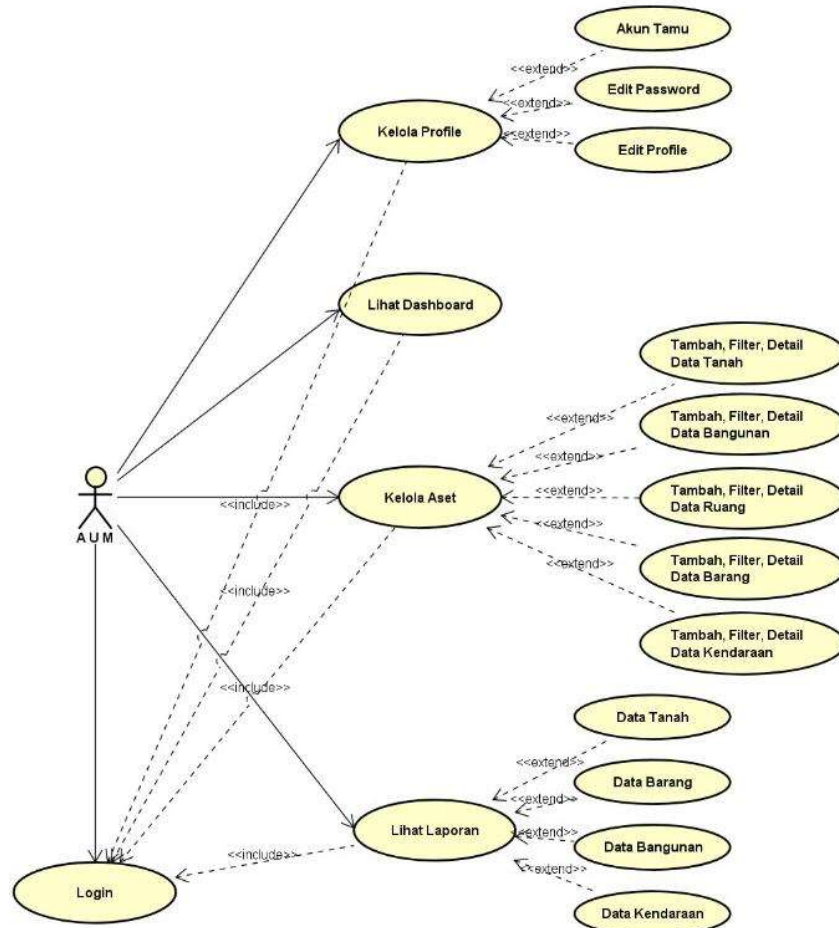 Akun Tamu
<<extend>>
Edit Password
<<extend>>
Kelola Profile
<<extend>>
Edit Profile
Lihat Dashboard
Tambah, Filter, Detail
Data Tanah
<<extend>>
Tambah, Filter, Detail
Data Bangunan
<<extend>>
Kelola Aset
<<extend>>
Tambah, Filter, Detail
Data Ruang
<<include>>
A U M
<<extend>>
Tambah, Filter, Detail
Data Barang
<<extend>>
<<include>>
Tambah, Filter, Detail
Data Kendaraan
<<include>>
Data Tanah
<<extend>>
Data Barang
<<extend>>
Lihat Laporan
<<extend>>
Data Bangunan
<<include>>
<<extend>>
Login
Data Kendaraan